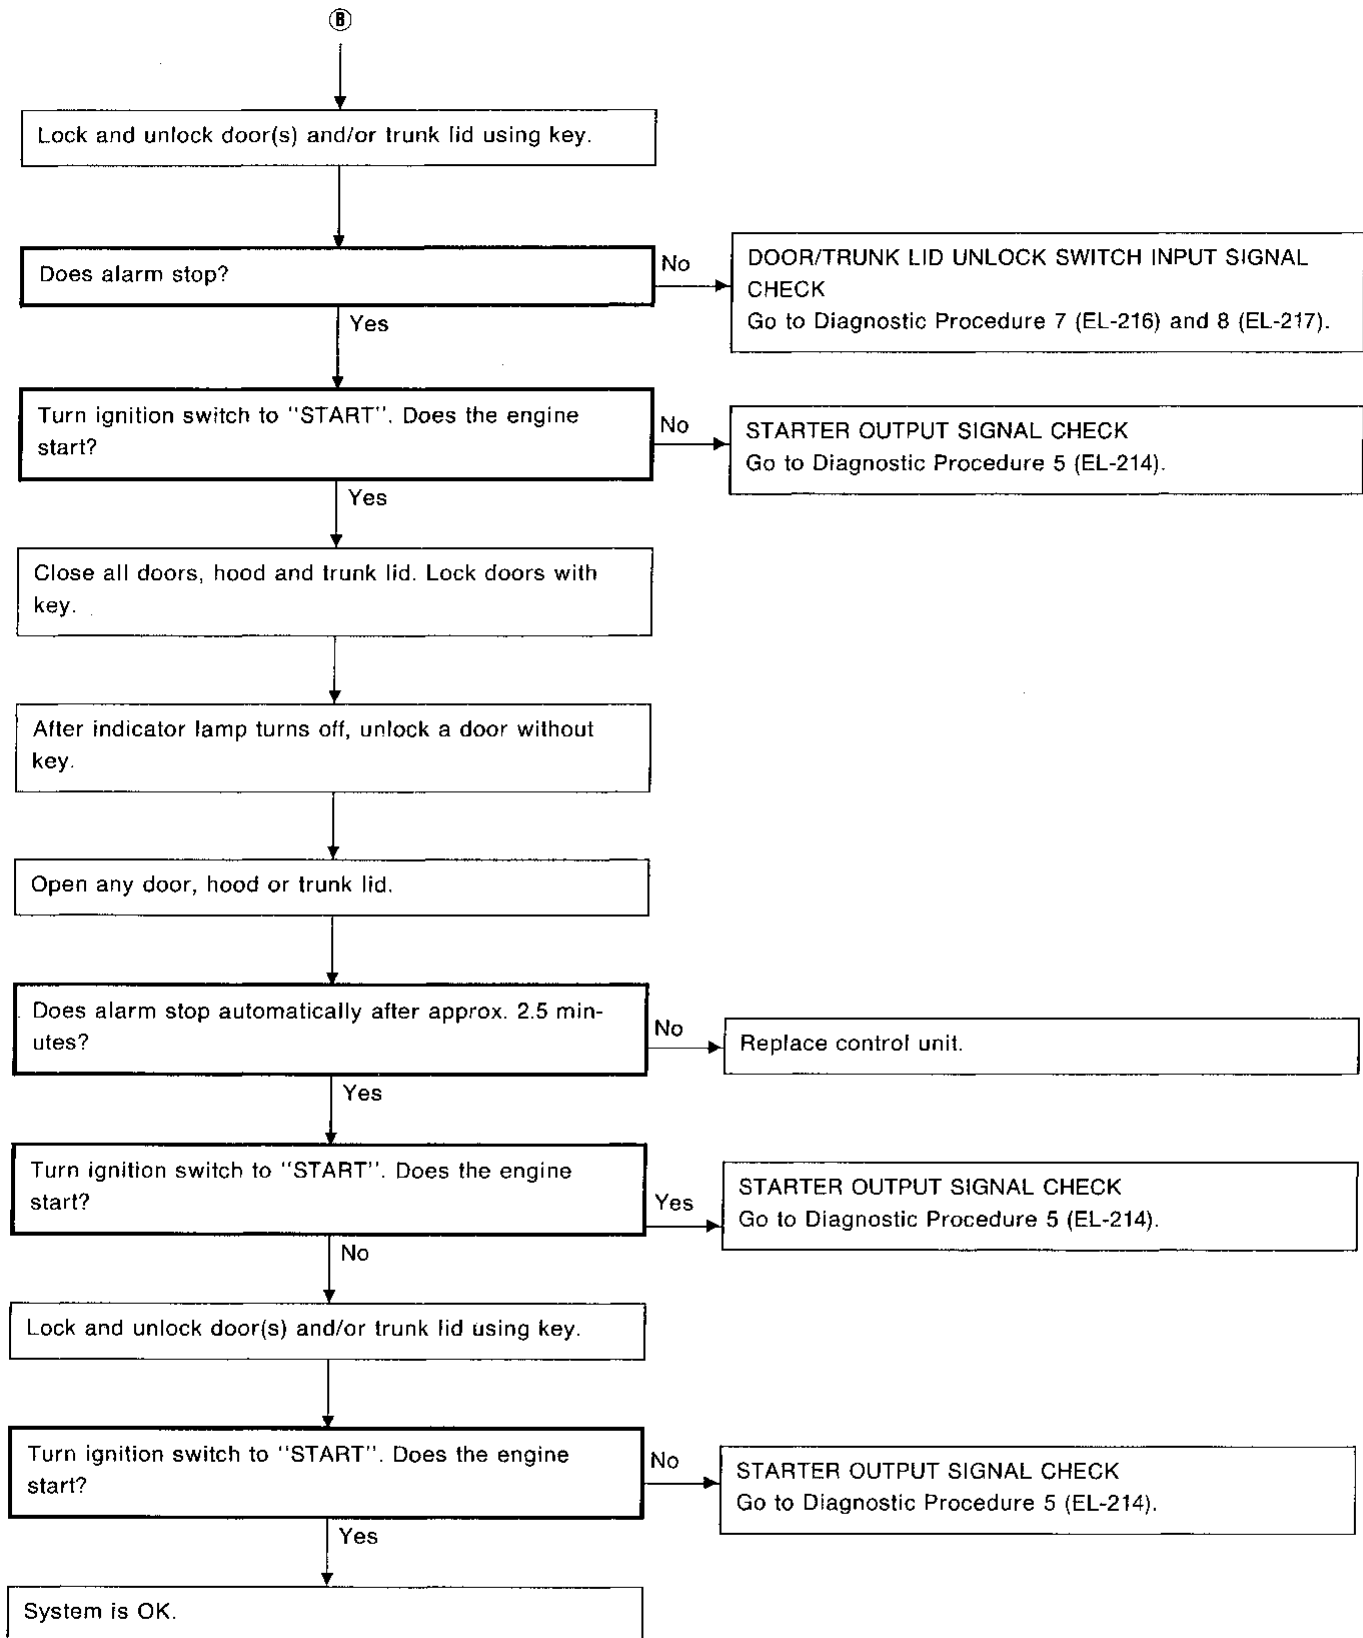 B
Lock and unlock door(s) and/or trunk lid using key.
Does alarm stop?
No
DOOR/TRUNK LID UNLOCK SWITCH INPUT SIGNAL
CHECK
Go to Diagnostic Procedure 7 (EL-216) and 8 (EL-217).
Yes
Turn ignition switch to "START". Does the engine
start?
No
STARTER OUTPUT SIGNAL CHECK
Go to Diagnostic Procedure 5 (EL-214).
Yes
Close all doors, hood and trunk lid. Lock doors with
key.
After indicator lamp turns off, unlock a door without
key.
Open any door, hood or trunk lid.
Does alarm stop automatically after approx. 2.5 min-
utes?
No
Replace control unit.
Yes
Turn ignition switch to "START". Does the engine
start?
Yes
STARTER OUTPUT SIGNAL CHECK
Go to Diagnostic Procedure 5 (EL-214).
No
Lock and unlock door(s) and/or trunk lid using key.
Turn ignition switch to "START". Does the engine
start?
No
STARTER OUTPUT SIGNAL CHECK
Go to Diagnostic Procedure 5 (EL-214).
Yes
System is OK.